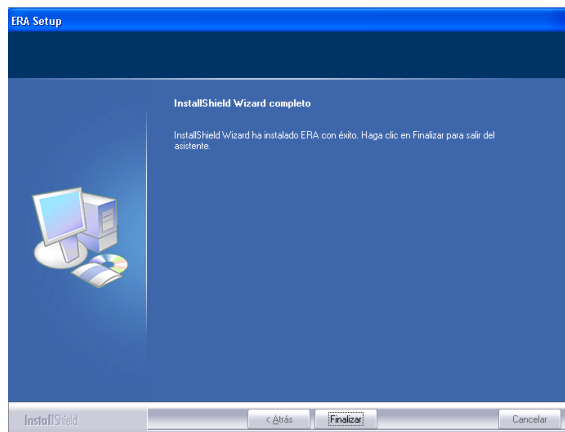 ERA Setup
InstallShield Wizard completo
InstallShield Wizard ha instalado ERA con éxito. Haga clic en Finalizar para salir del
asistente.
InstallShield
< Atrás
Finalizar
Cancelar